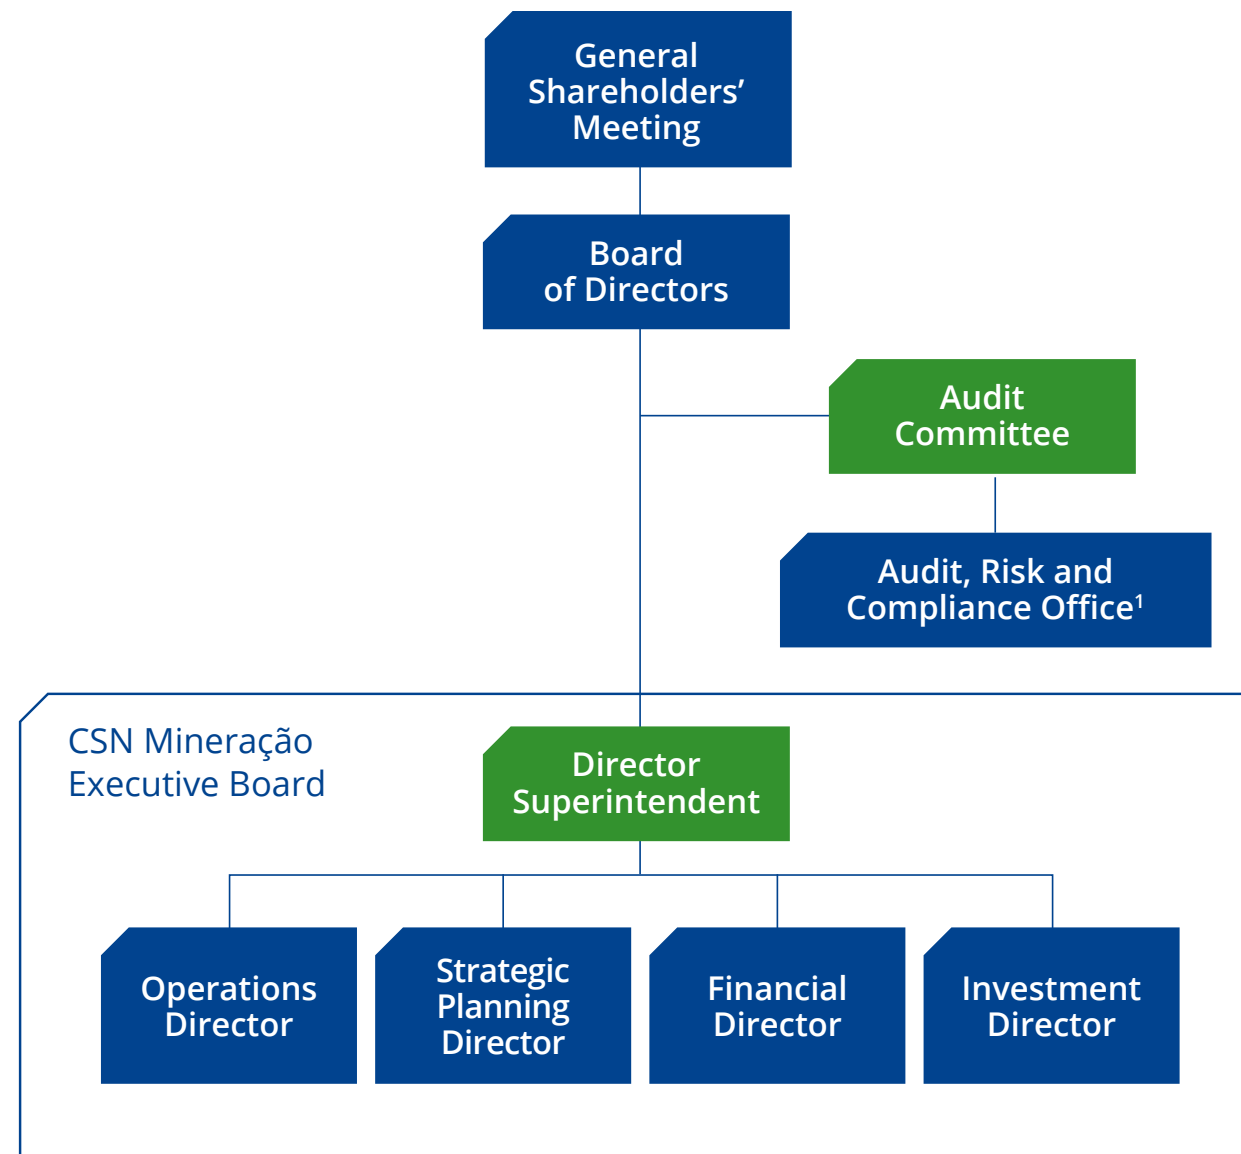 General
Shareholders’
Meeting
Board
of Directors
Audit
Committee
Audit, Risk and
Compliance Office¹
CSN Mineração
Executive Board
Director
Superintendent
Operations
Director
Strategic
Planning
Director
Financial
Director
Investment
Director